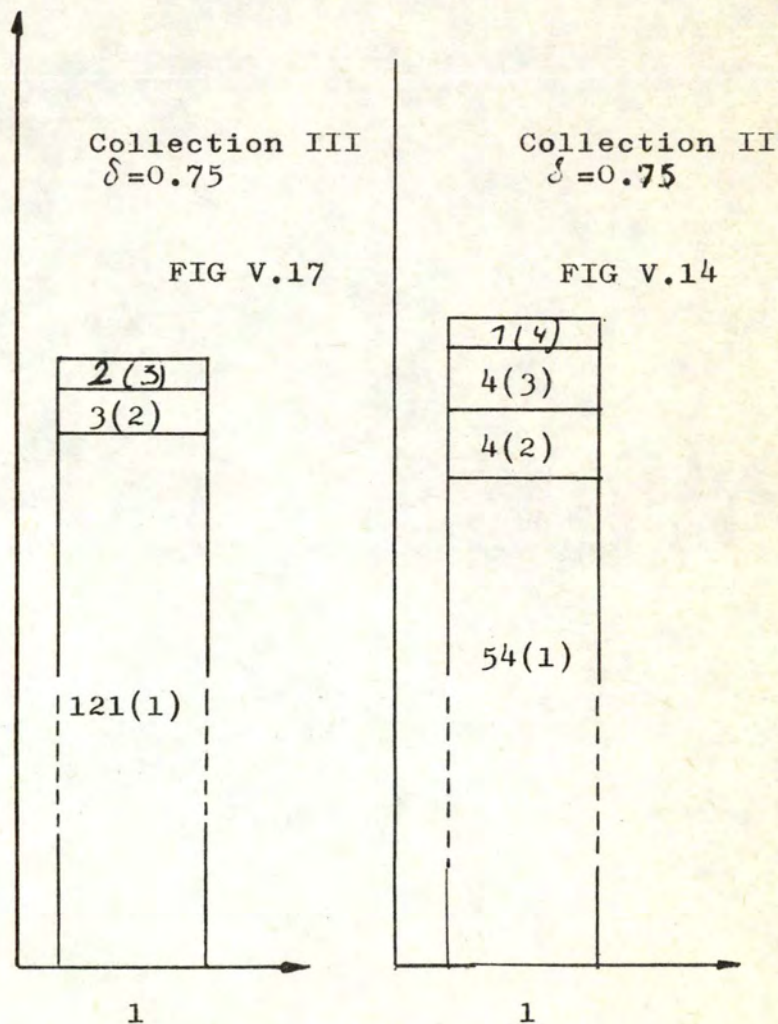 Collection III
δ=0.75
FIG V.17
2(3)
3(2)
121(1)
1
Collection II
δ=0.75
FIG V.14
1(4)
4(3)
4(2)
54(1)
1